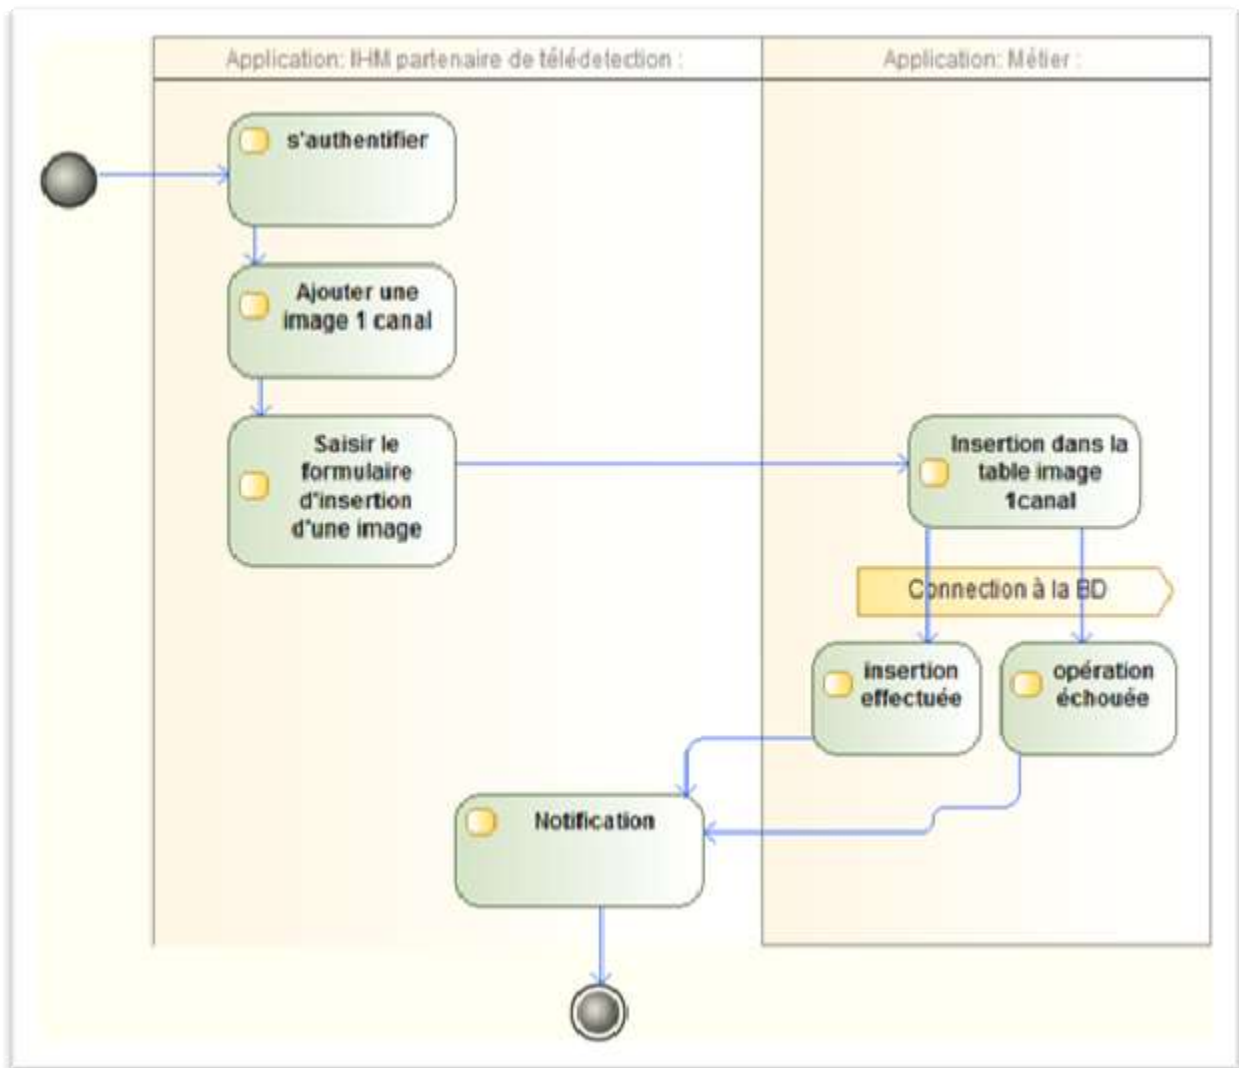 Application: IHM partenaire de télédetection :
Application: Métier :
s'authentifier
Ajouter une
image 1 canal
Saisir le
formulaire
d'insertion
d'une image
Insertion dans la
table image
1canal
Connection à la BD
insertion
effectuée
opération
échouée
Notification